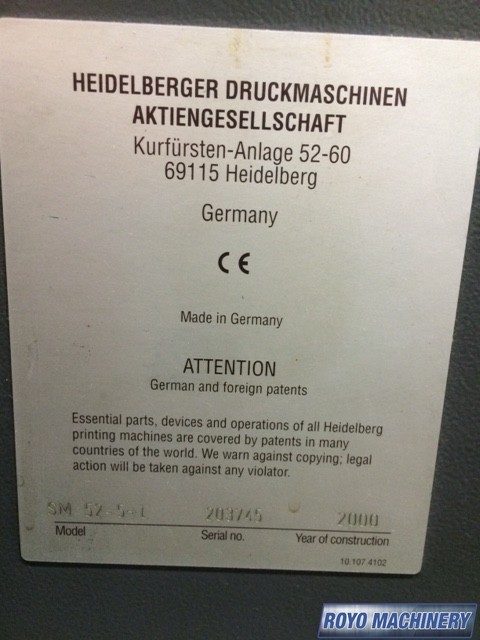 HEIDELBERGER DRUCKMASCHINEN
AKTIENGESELLSCHAFT
Kurfürsten-Anlage 52-60
69115 Heidelberg
Germany
CE
Made in Germany
ATTENTION
German and foreign patents
Essential parts, devices and operations of all Heidelberg
printing machines are covered by patents in many
countries of the world. We warn against copying; legal
action will be taken against any violator.
SM 52-5-L 203745 2000
Model Serial no. Year of construction
10 107.4102
ROYO MACHINERY